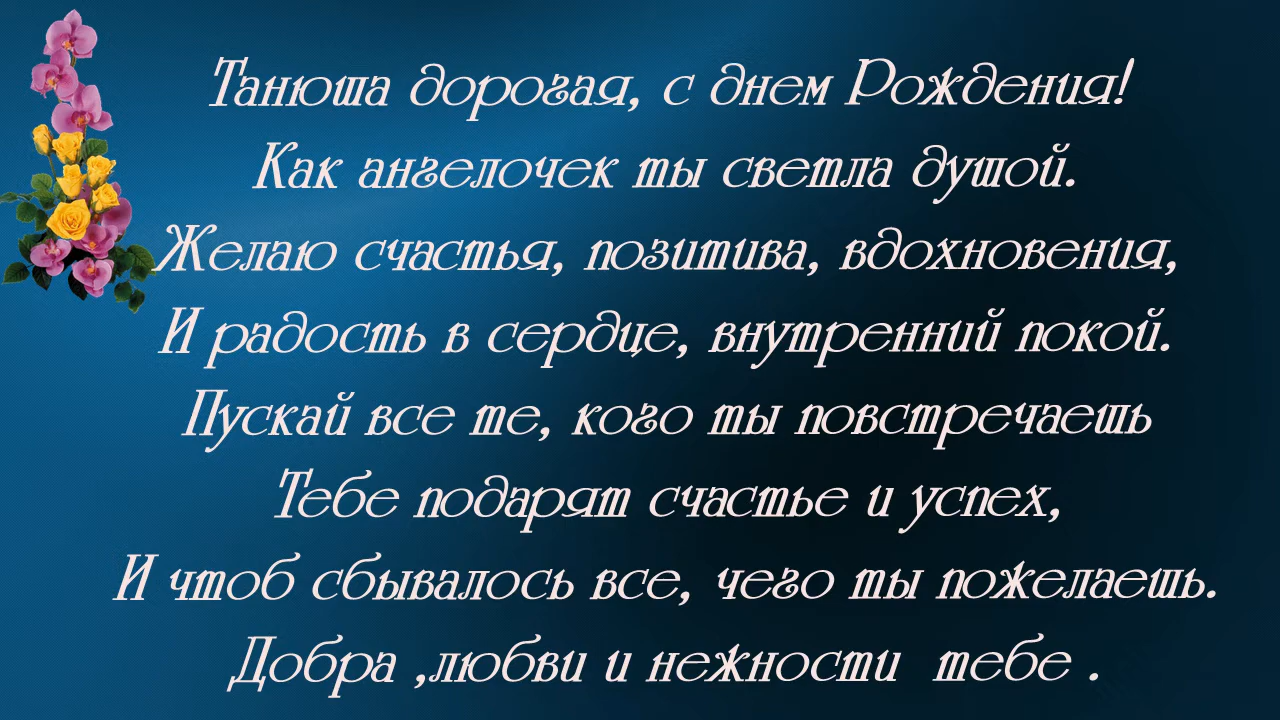 Танюша дорогая, с днем Рождения!
Как ангелочек ты светла душой.
Желаю счастья, позитива, вдохновения,
И радость в сердце, внутренний покой.
Пускай все те, кого ты повстречаешь
Тебе подарят счастье и успех,
И чтоб сбывалось все, чего ты пожелаешь.
Добра ,любви и нежности  тебе .